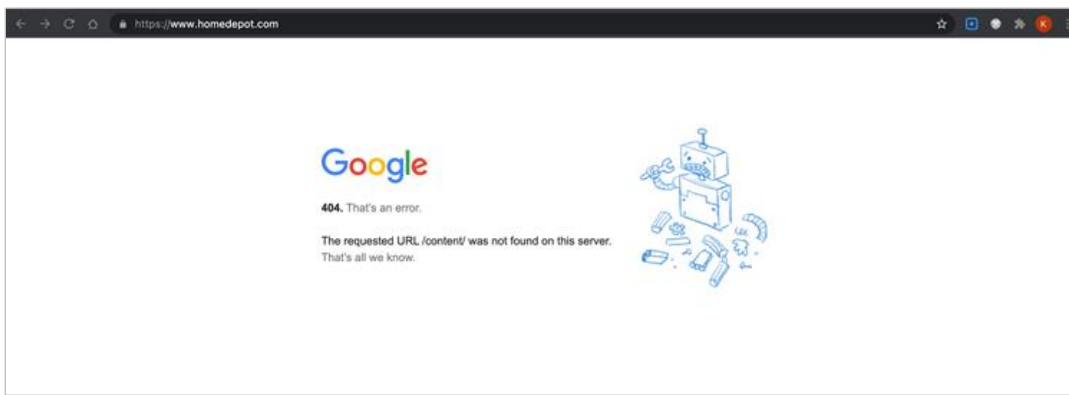 https://www.homedepot.com
K
Google
404. That's an error.
The requested URL /content/ was not found on this server.
That's all we know.